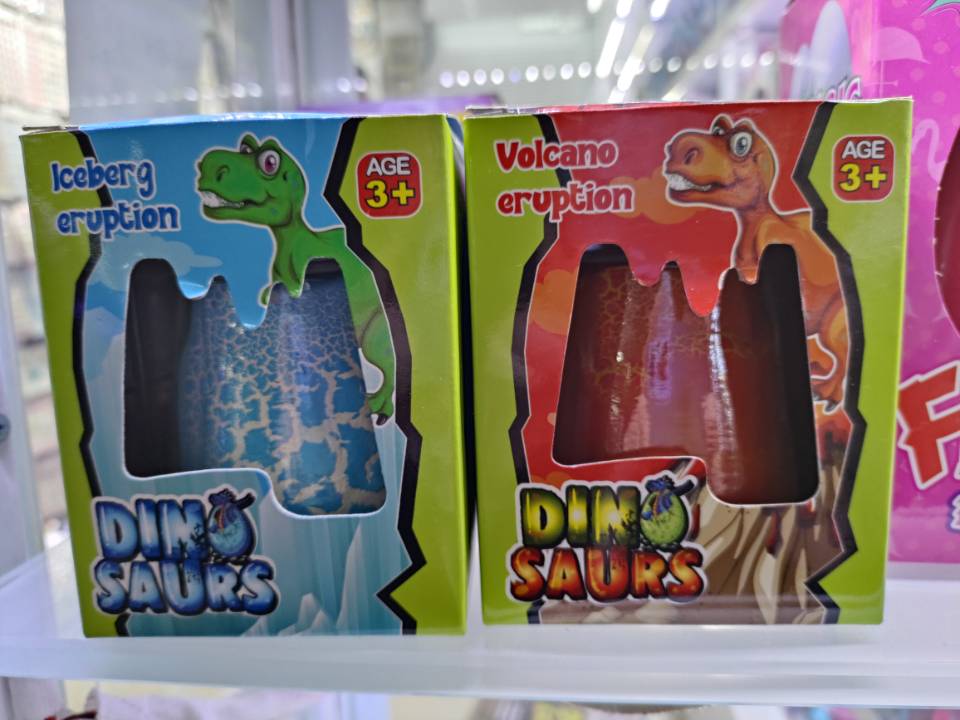 Iceberg
eruption
AGE
3+
DINO
SAURS
Volcano
eruption
AGE
3+
DINO
SAURS